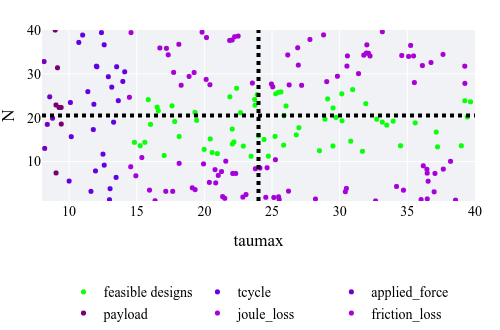 40
30
20
10
N
10 15 20 25 30 35 40
taumax
feasible designs tcycle applied_force
payload joule_loss friction_loss